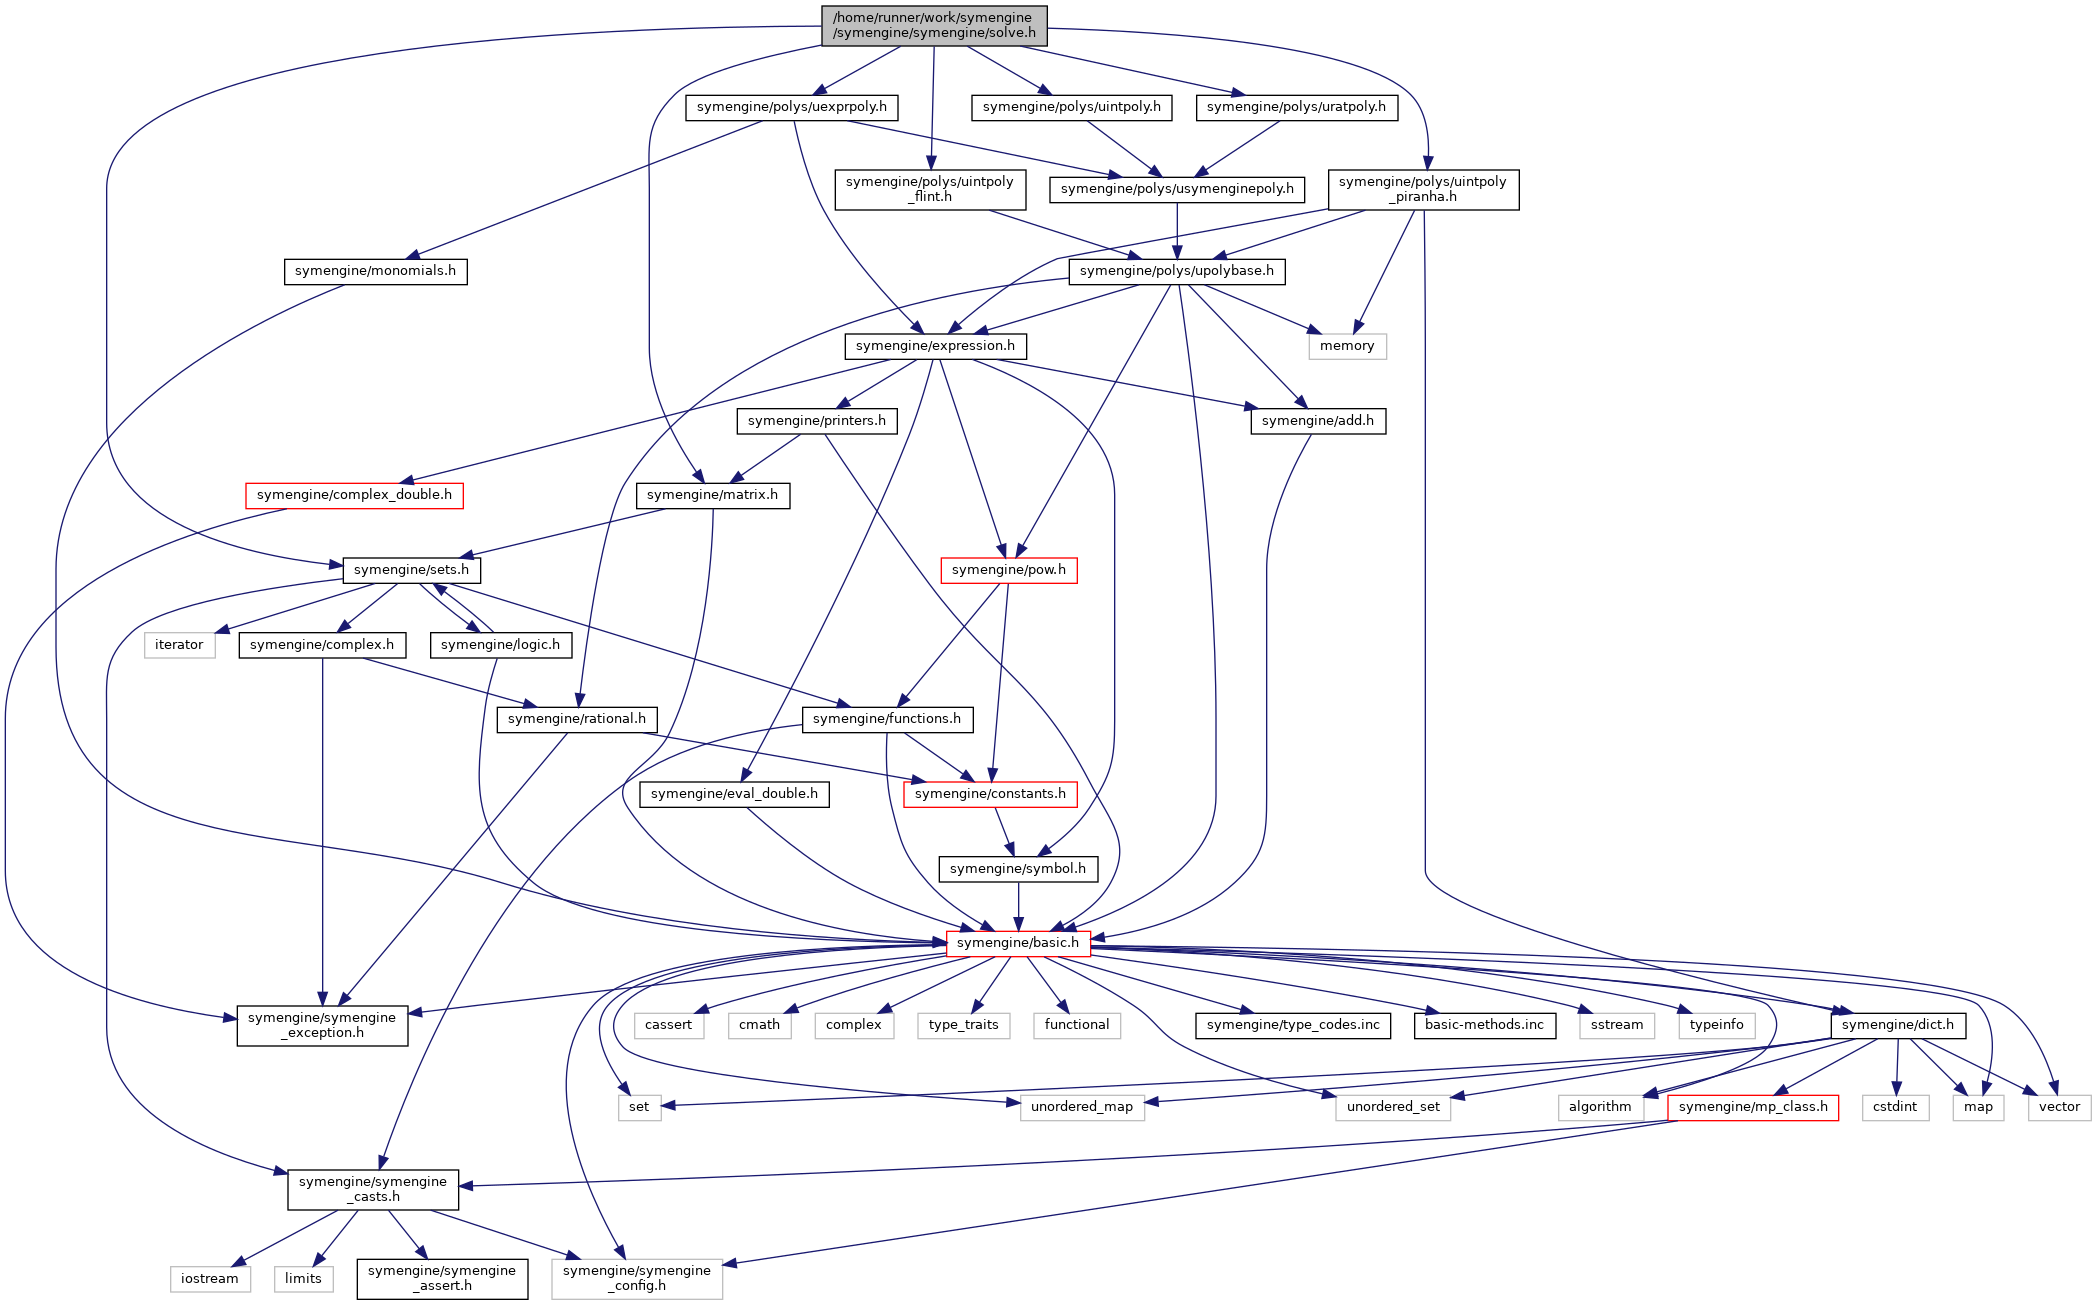 /home/runner/work/symengine
/symengine/symengine/solve.h
symengine/polys/uexprpoly.h
symengine/polys/uintpoly.h
symengine/polys/uratpoly.h
symengine/polys/uintpoly
_flint.h
symengine/polys/usymenginepoly.h
symengine/polys/uintpoly
_piranha.h
symengine/monomials.h
symengine/polys/upolybase.h
symengine/expression.h
memory
symengine/printers.h
symengine/add.h
symengine/complex_double.h
symengine/matrix.h
symengine/sets.h
symengine/pow.h
iterator
symengine/complex.h
symengine/logic.h
symengine/rational.h
symengine/functions.h
symengine/eval_double.h
symengine/constants.h
symengine/symbol.h
symengine/basic.h
symengine/symengine
_exception.h
cassert
cmath
complex
type_traits
functional
symengine/type_codes.inc
basic-methods.inc
sstream
typeinfo
symengine/dict.h
set
unordered_map
unordered_set
algorithm
symengine/mp_class.h
cstdint
map
vector
symengine/symengine
_casts.h
iostream
limits
symengine/symengine
_assert.h
symengine/symengine
_config.h